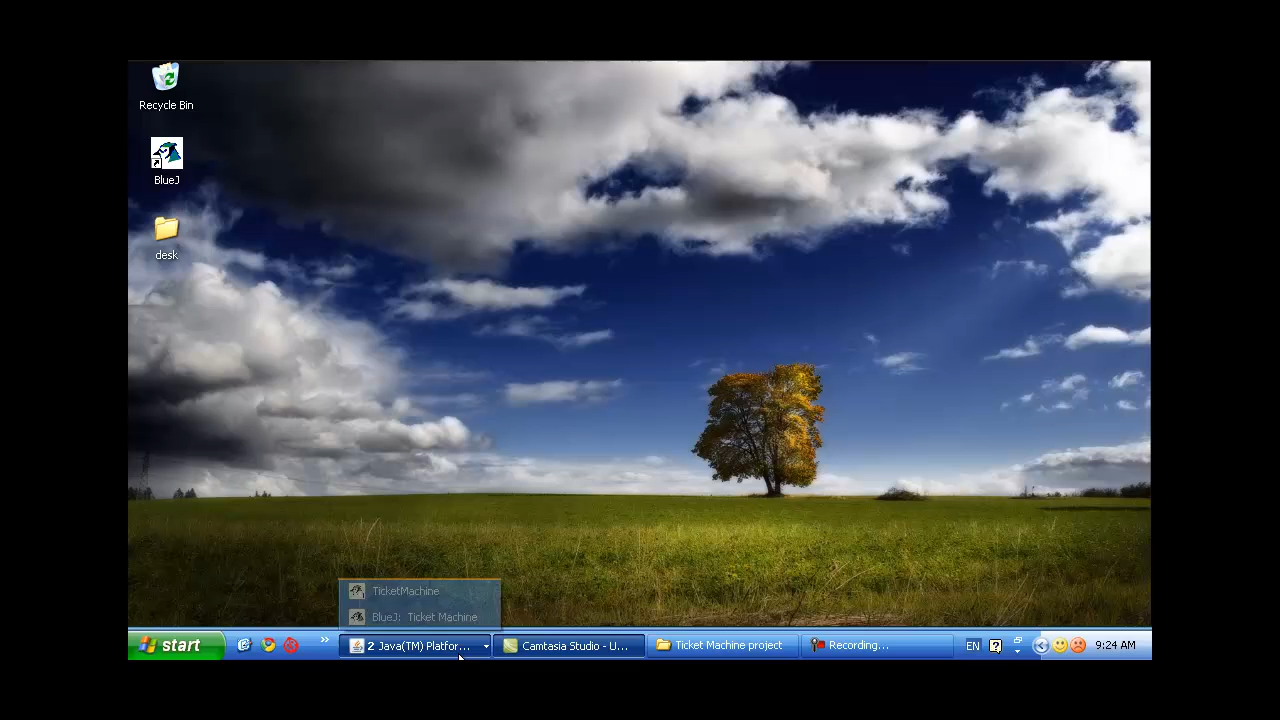 Recycle Bin
BlueJ
desk
TicketMachine
BlueJ: Ticket Machine
start
2 Java(TM) Platfor...
Camtasia Studio - U...
Ticket Machine project
Recording...
EN
9:24 AM